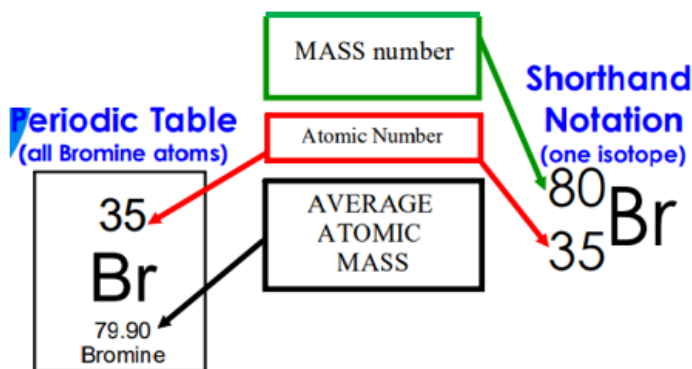 MASS number
Periodic Table
(all Bromine atoms)
Atomic Number
Shorthand
Notation
(one isotope)
35
Br
79.90
Bromine
AVERAGE
ATOMIC
MASS
80
35
Br